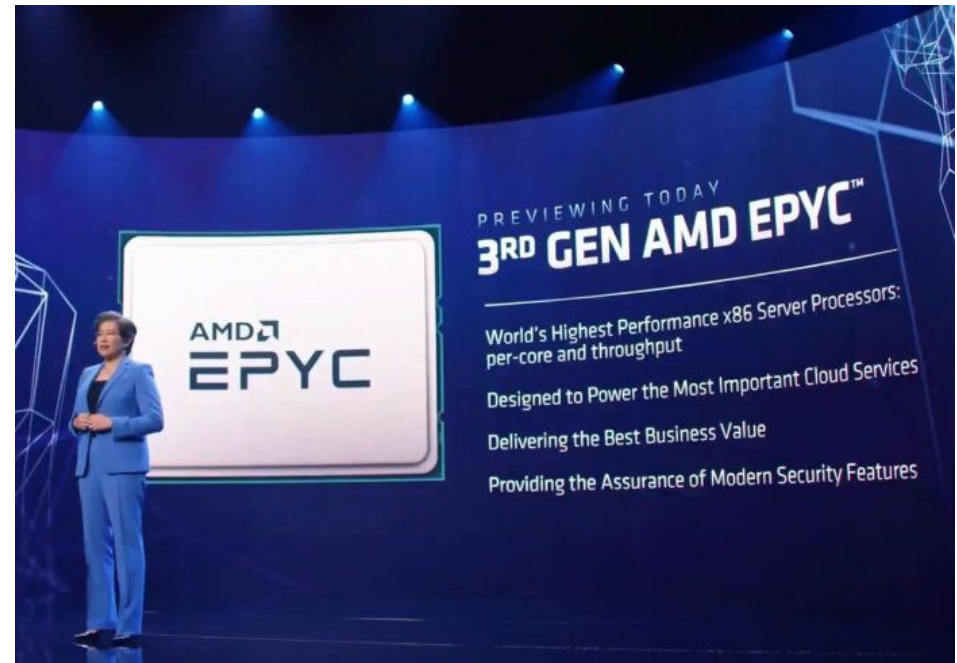 AMD
EPYC
PREVIEWING TODAY
3RD GEN AMD EPYC™
World's Highest Performance x86 Server Processors:
per-core and throughput
Designed to Power the Most Important Cloud Services
Delivering the Best Business Value
Providing the Assurance of Modern Security Features